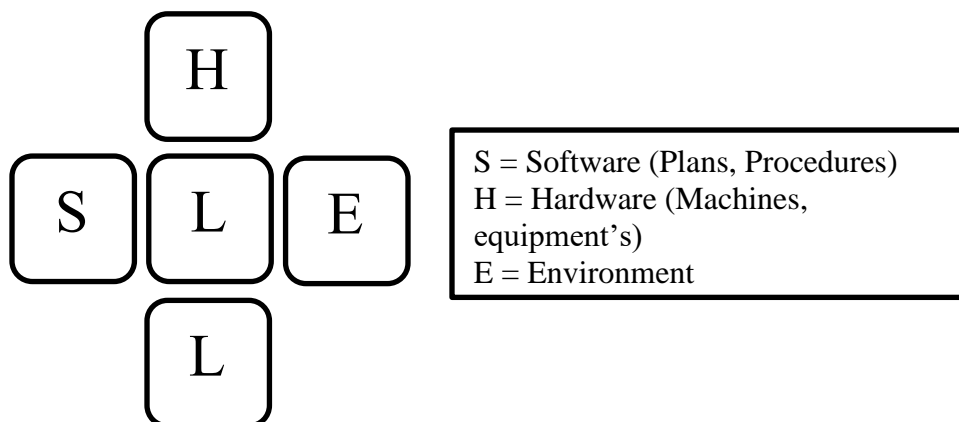 H
S L E
L
S = Software (Plans, Procedures)
H = Hardware (Machines,
equipment’s)
E = Environment